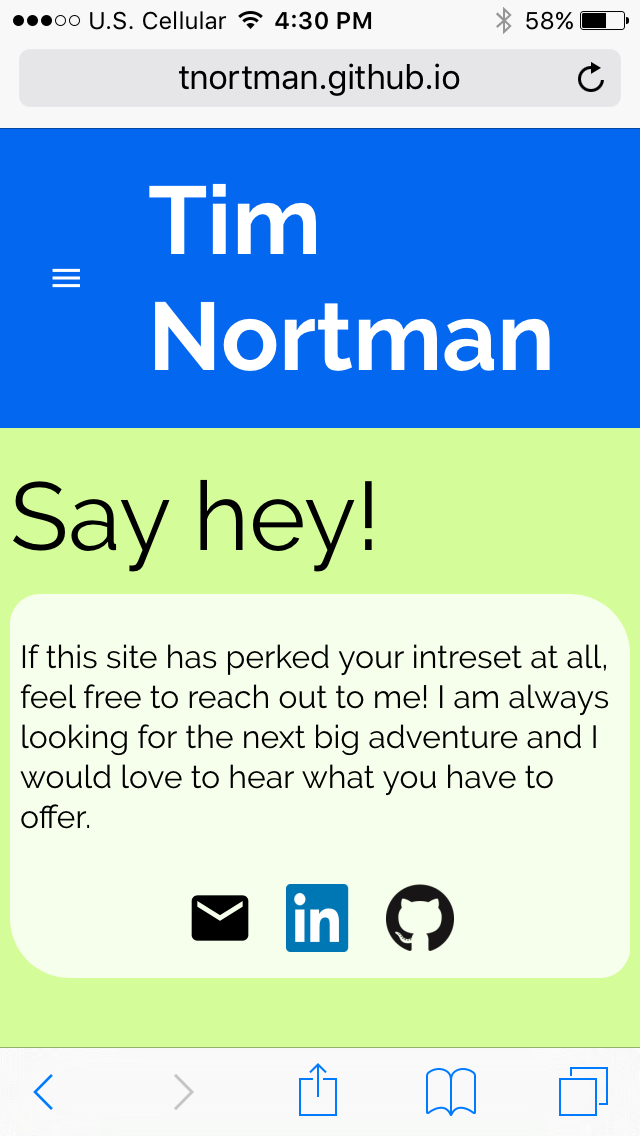 U.S. Cellular 4:30 PM 58%
tnortman.github.io
Tim
Nortman
Say hey!
If this site has perked your intreset at all,
feel free to reach out to me! I am always
looking for the next big adventure and I
would love to hear what you have to
offer.
in